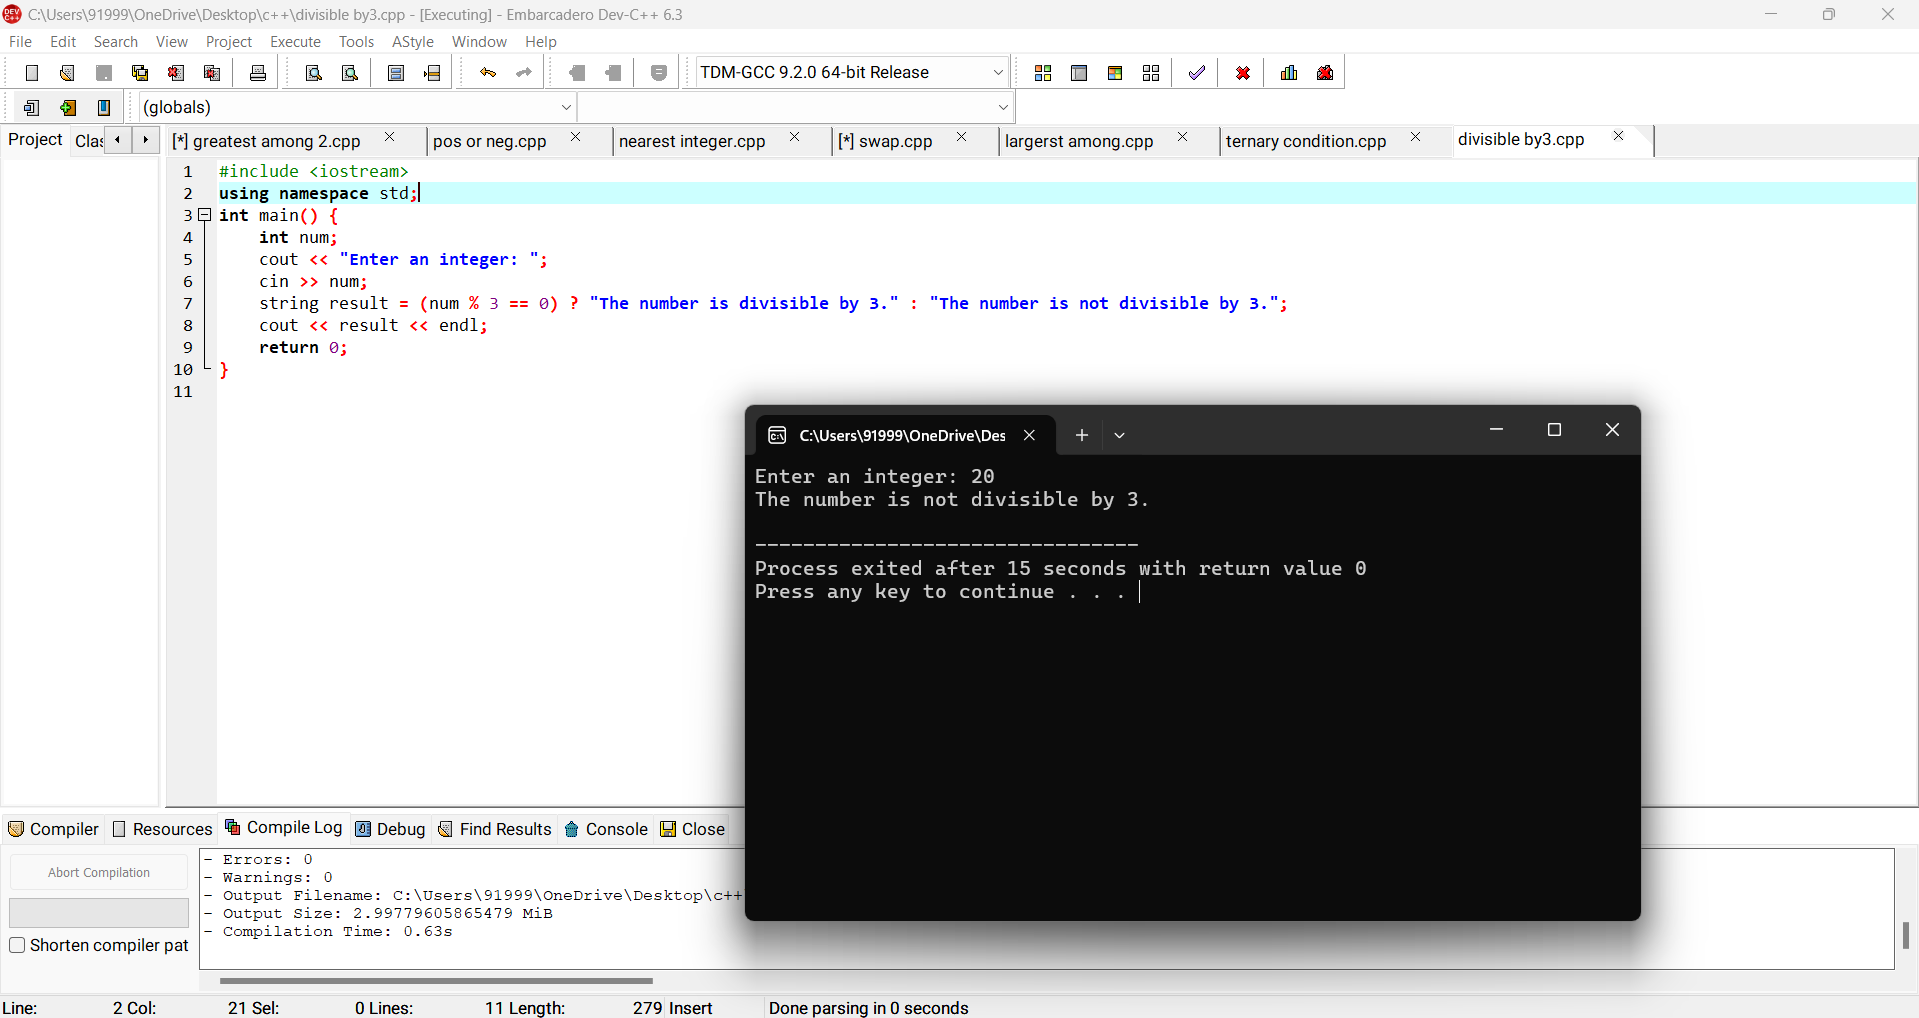 C:\Users\91999\OneDrive\Desktop\c++\divisible by3.cpp - [Executing] - Embarcadero Dev-C++ 6.3
File Edit Search View Project Execute Tools AStyle Window Help
TDM-GCC 9.2.0 64-bit Release
(globals)
Project Clas [*] greatest among 2.cpp pos or neg.cpp nearest integer.cpp [*] swap.cpp largerst among.cpp ternary condition.cpp divisible by3.cpp
1 #include <iostream>
2 using namespace std;
3 int main() {
4 int num;
5 cout << "Enter an integer: ";
6 cin >> num;
7 string result = (num % 3 == 0) ? "The number is divisible by 3." : "The number is not divisible by 3.";
8 cout << result << endl;
9 return 0;
10 }
11
C:\Users\91999\OneDrive\Des
Enter an integer: 20
The number is not divisible by 3.
--------------------------------
Process exited after 15 seconds with return value 0
Press any key to continue . . .
Compiler Resources Compile Log Debug Find Results Console Close
Abort Compilation
Shorten compiler pat
- Errors: 0
- Warnings: 0
- Output Filename: C:\Users\91999\OneDrive\Desktop\c++
- Output Size: 2.99779605865479 MiB
- Compilation Time: 0.63s
Line: 2 Col: 21 Sel: 0 Lines: 11 Length: 279 Insert Done parsing in 0 seconds